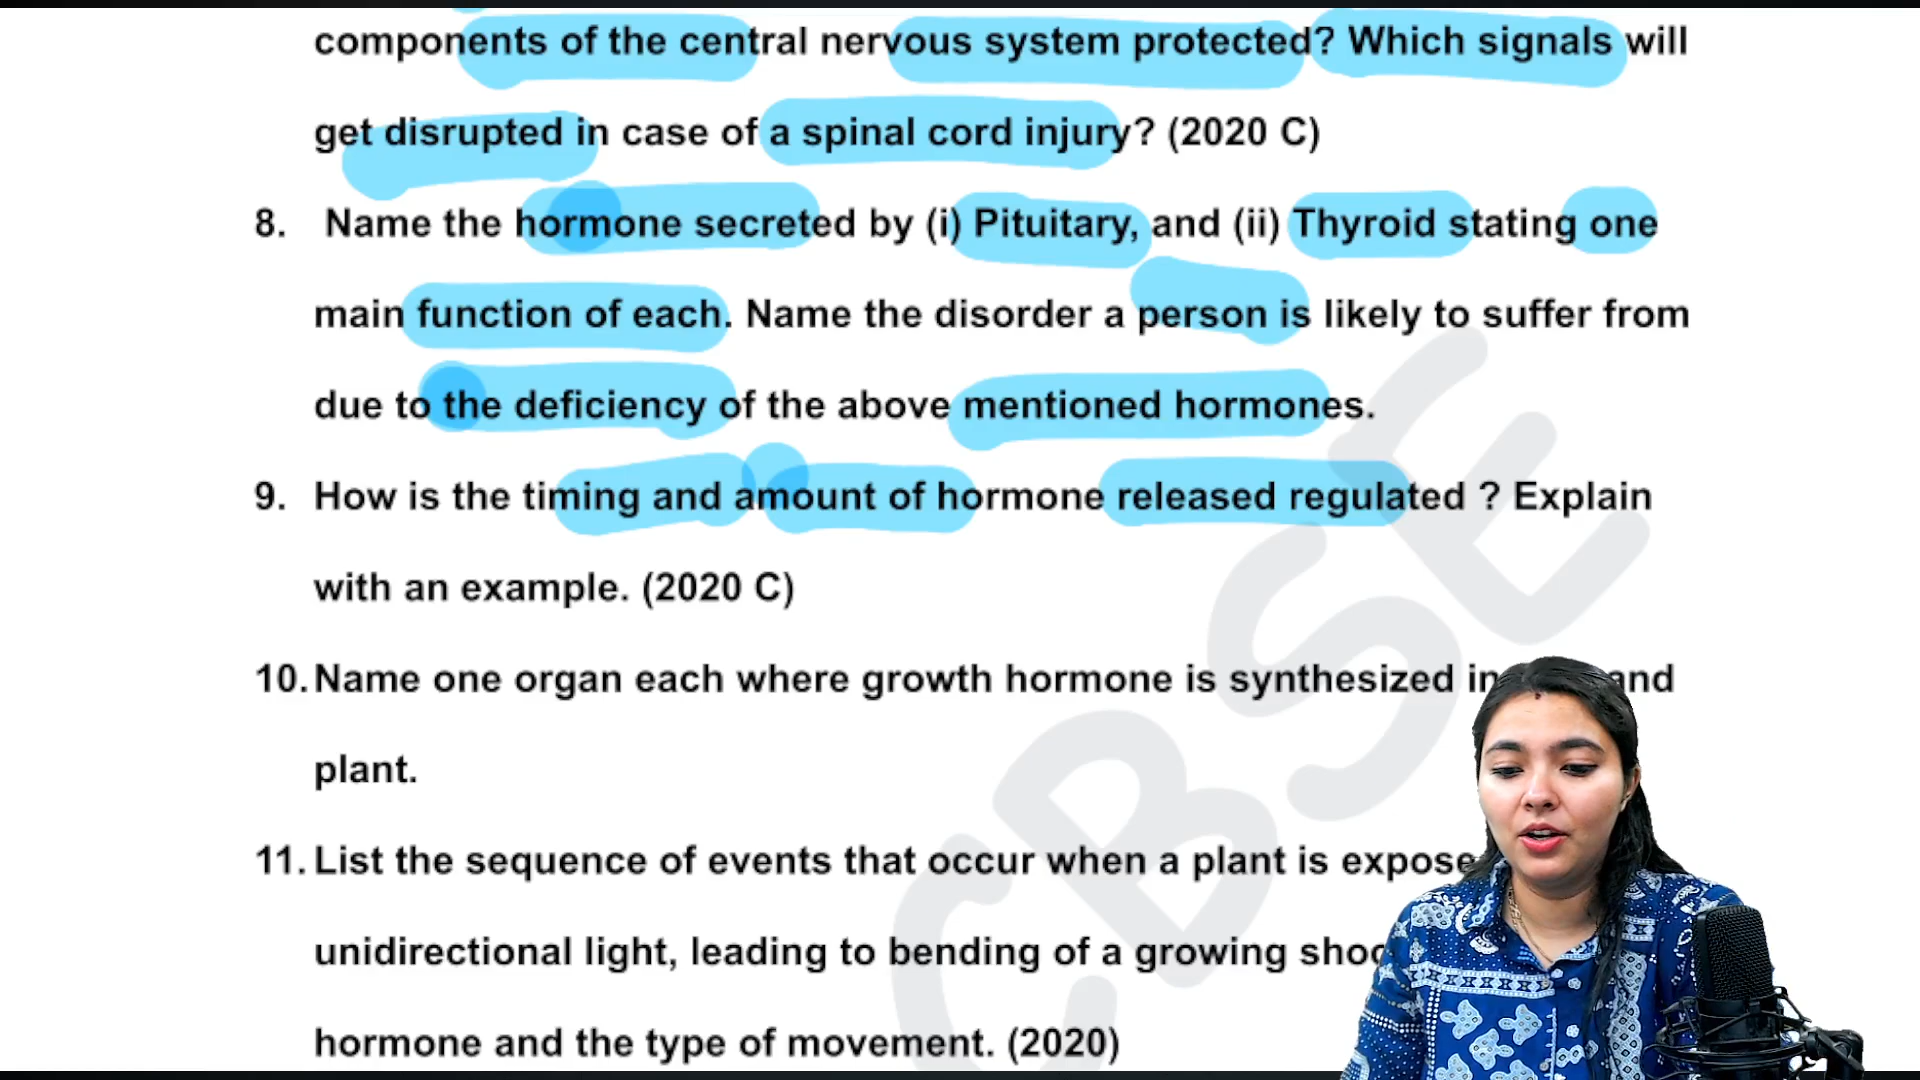 components of the central nervous system protected? Which signals will
get disrupted in case of a spinal cord injury? (2020 C)
8. Name the hormone secreted by (i) Pituitary, and (ii) Thyroid stating one
main function of each. Name the disorder a person is likely to suffer from
due to the deficiency of the above mentioned hormones.
9. How is the timing and amount of hormone released regulated ? Explain
with an example. (2020 C)
10. Name one organ each where growth hormone is synthesized in and
plant.
11. List the sequence of events that occur when a plant is expose
unidirectional light, leading to bending of a growing shoo
hormone and the type of movement. (2020)
CBSE